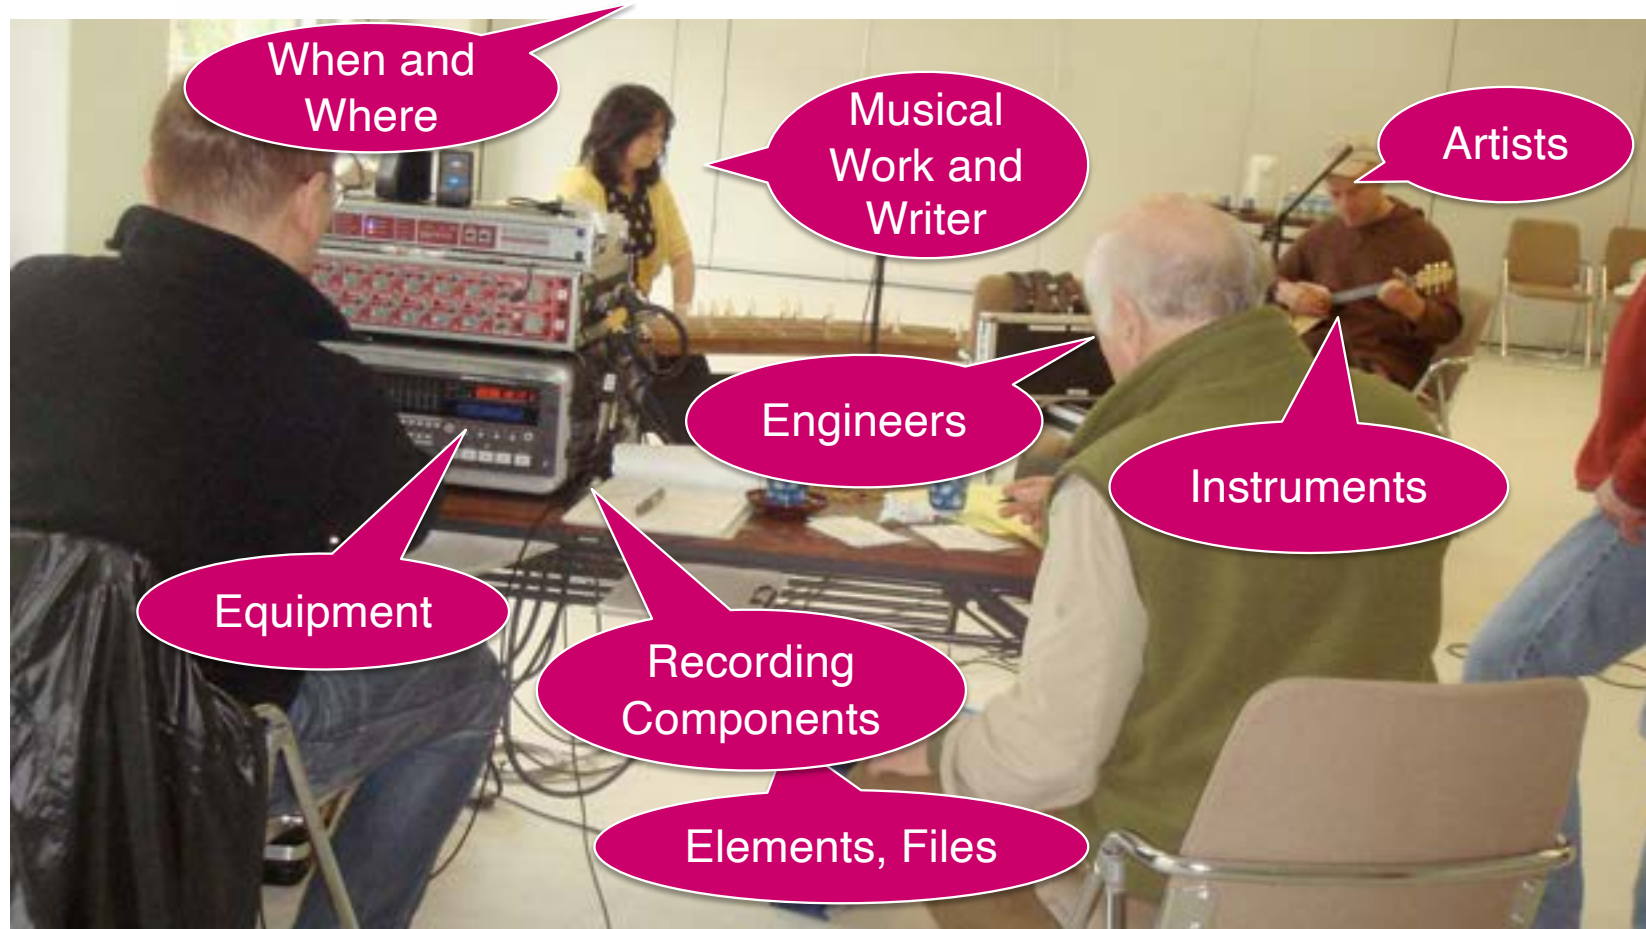 When and
Where
Musical
Work and
Writer
Artists
Engineers
Instruments
Equipment
Recording
Components
Elements, Files